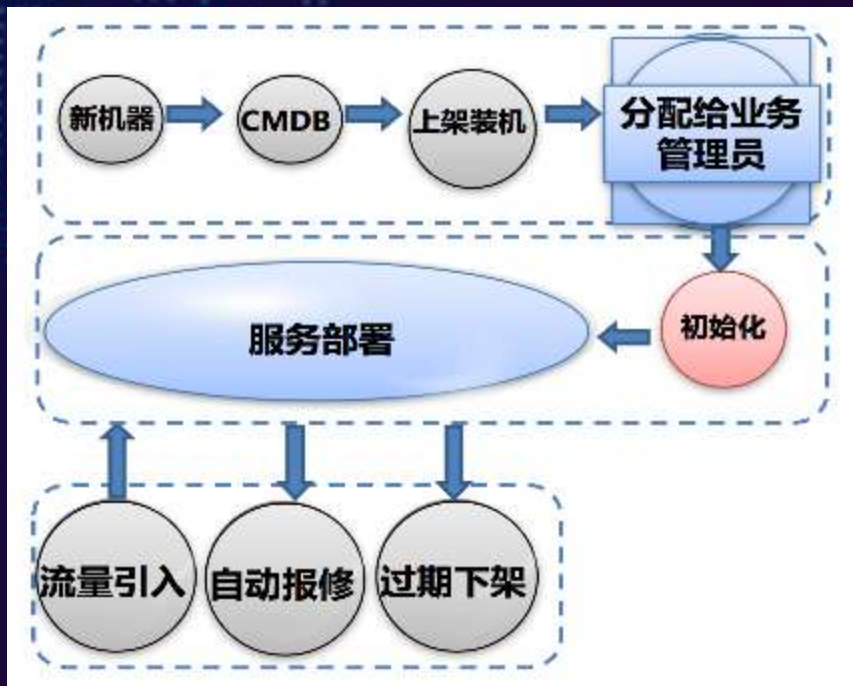 新机器
CMDB
上架装机
分配给业务
管理员
服务部署
初始化
流量引入
自动报修
过期下架